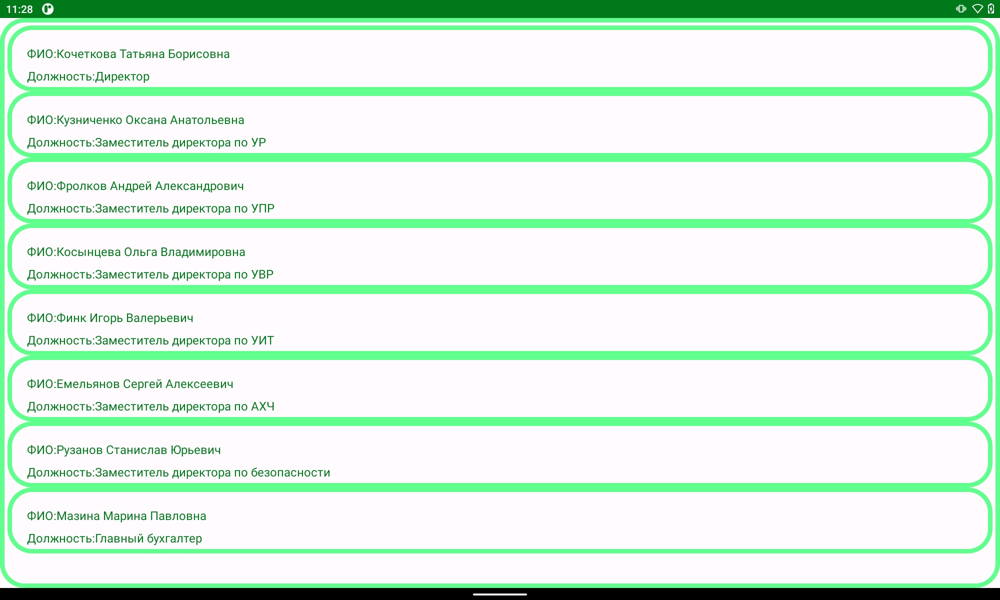 11:28
ФИО:Кочеткова Татьяна Борисовна
Должность:Директор
ФИО:Кузниченко Оксана Анатольевна
Должность:Заместитель директора по УР
ФИО:Фролков Андрей Александрович
Должность:Заместитель директора по УПР
ФИО:Косынцева Ольга Владимировна
Должность:Заместитель директора по УВР
ФИО:Финк Игорь Валерьевич
Должность:Заместитель директора по УИТ
ФИО:Емельянов Сергей Алексеевич
Должность:Заместитель директора по АХЧ
ФИО:Рузанов Станислав Юрьевич
Должность:Заместитель директора по безопасности
ФИО:Мазина Марина Павловна
Должность:Главный бухгалтер